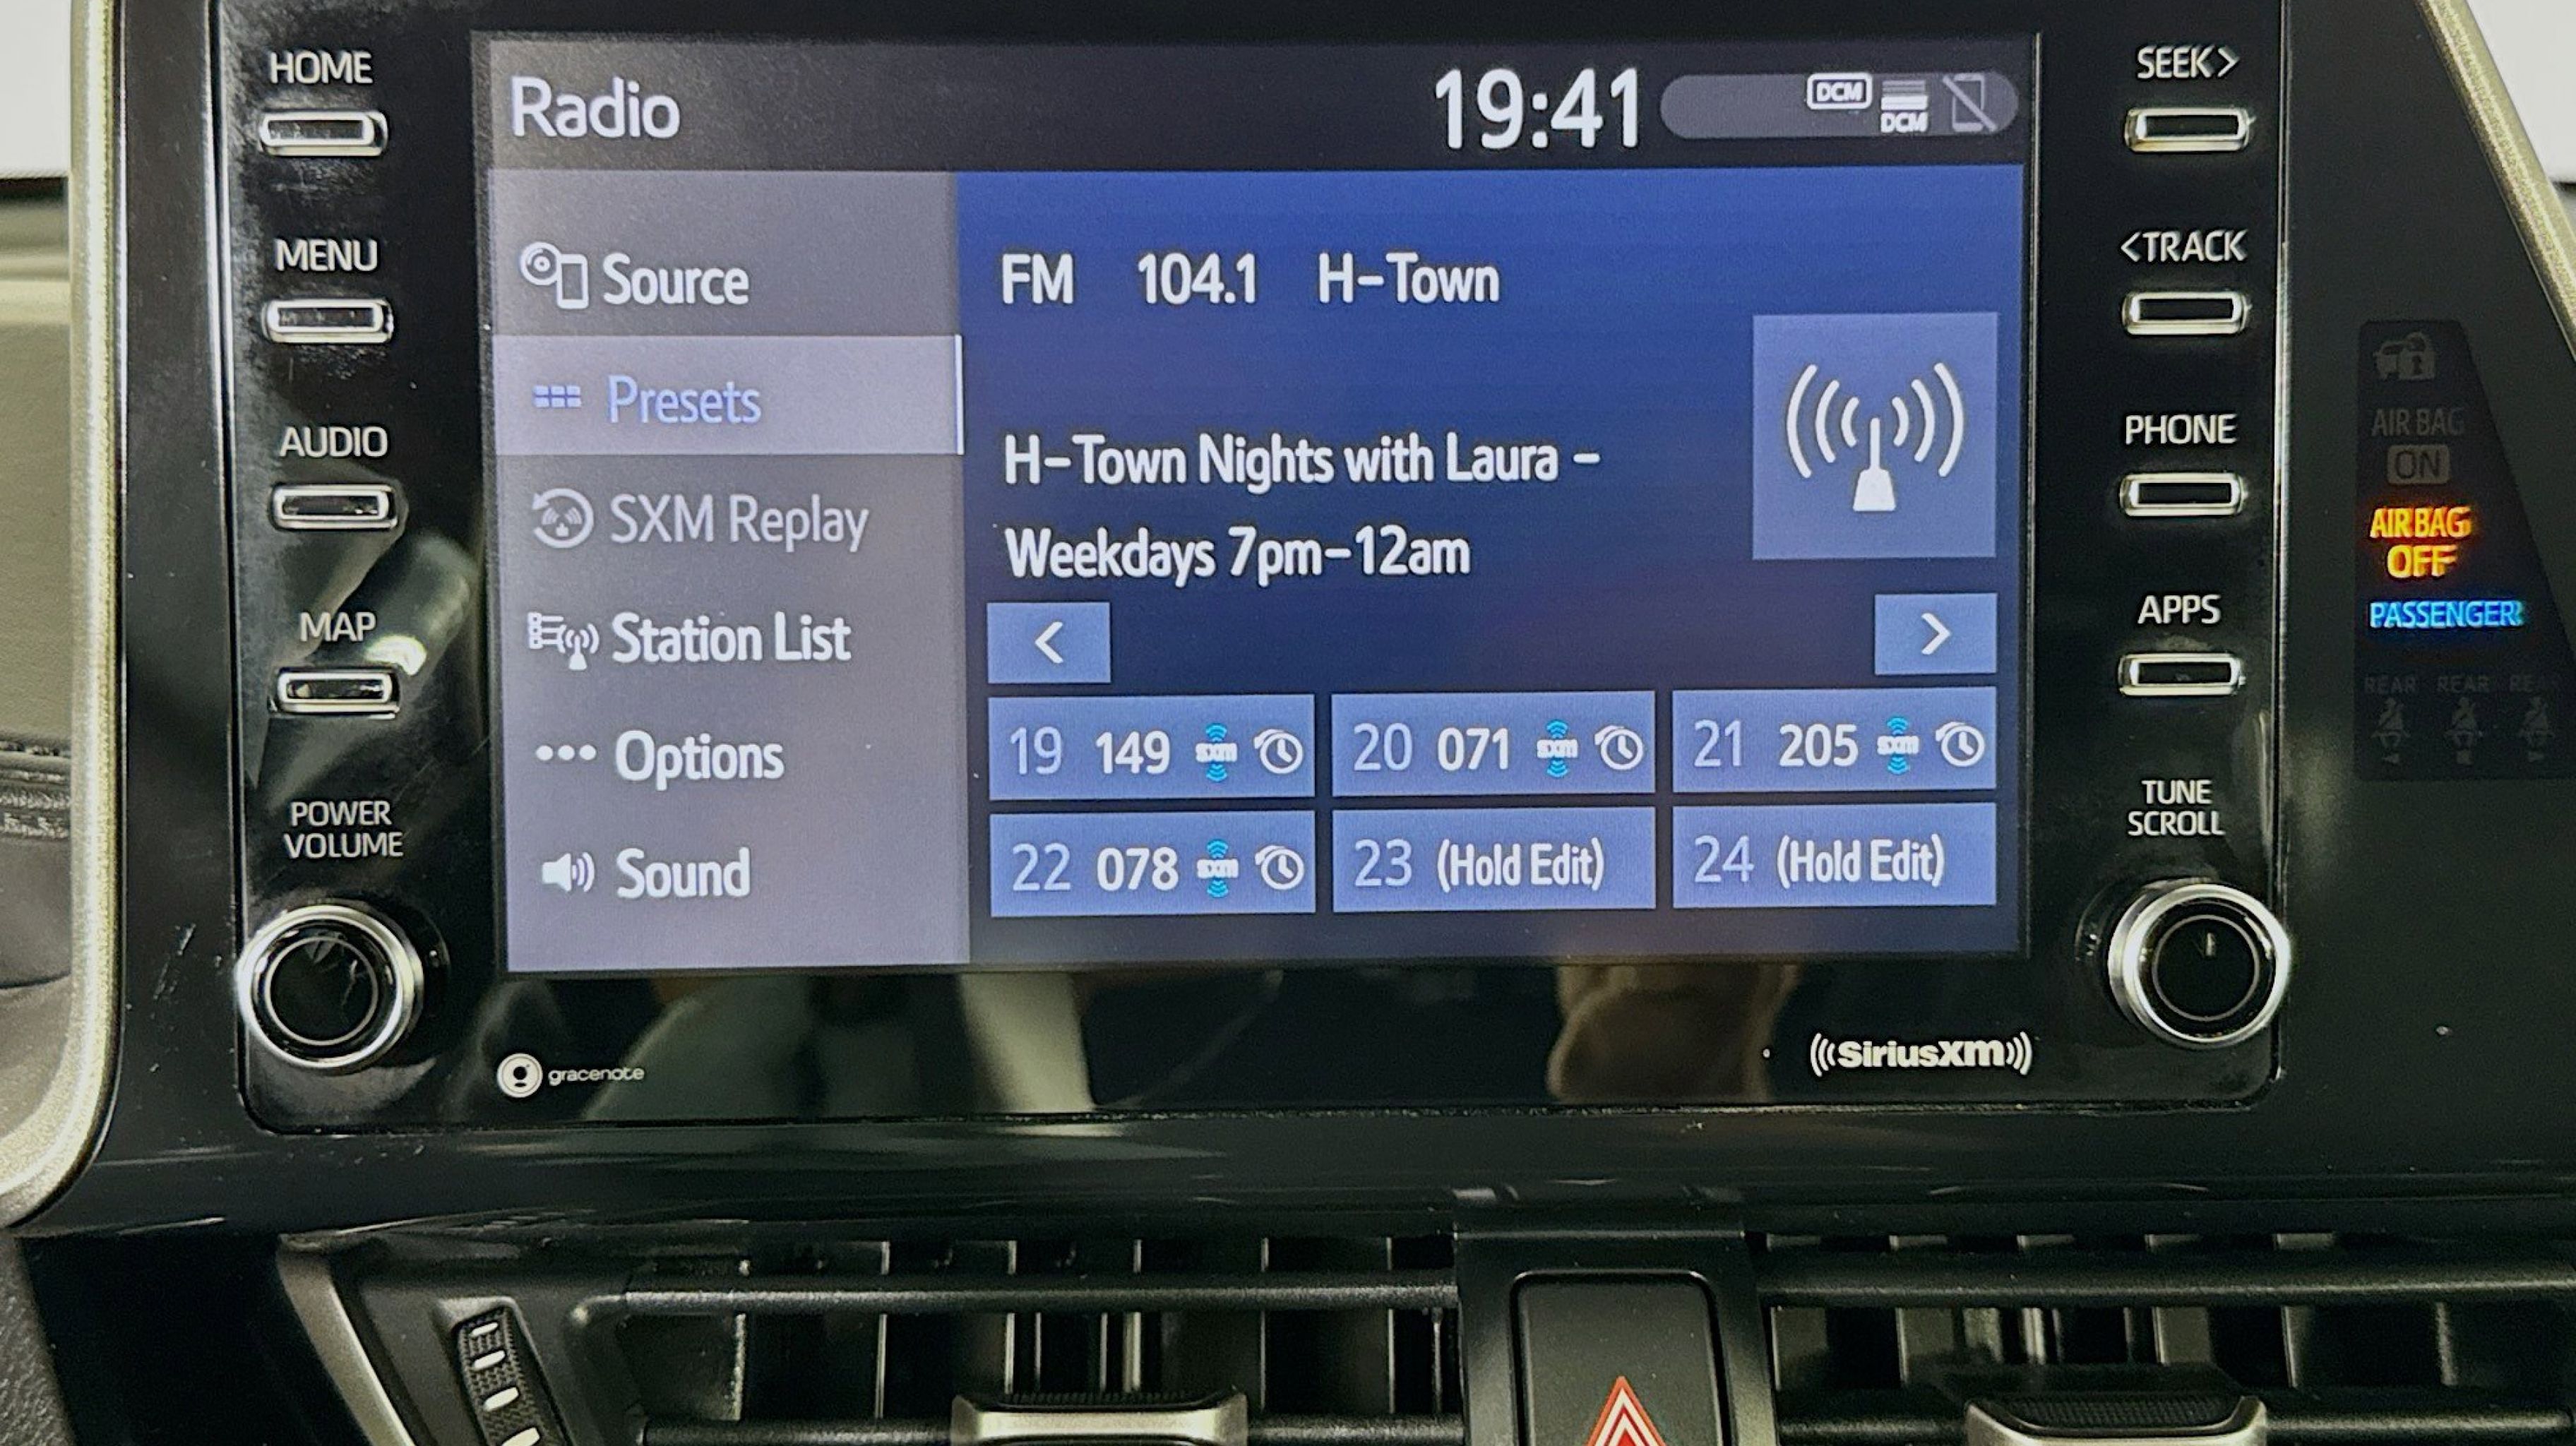 HOME
MENU
AUDIO
MAP
POWER
VOLUME
Radio
19:41
DCM
DCM
Source
Presets
SXM Replay
Station List
Options
Sound
FM 104.1 H-Town
H-Town Nights with Laura -
Weekdays 7pm-12am
<
>
19 149 sxm
20 071 sxm
21 205 sxm
22 078 sxm
23 (Hold Edit)
24 (Hold Edit)
gracenote
((SiriusXM))
SEEK>
<TRACK
PHONE
APPS
TUNE
SCROLL
AIR BAG
ON
AIR BAG
OFF
PASSENGER
REAR REAR